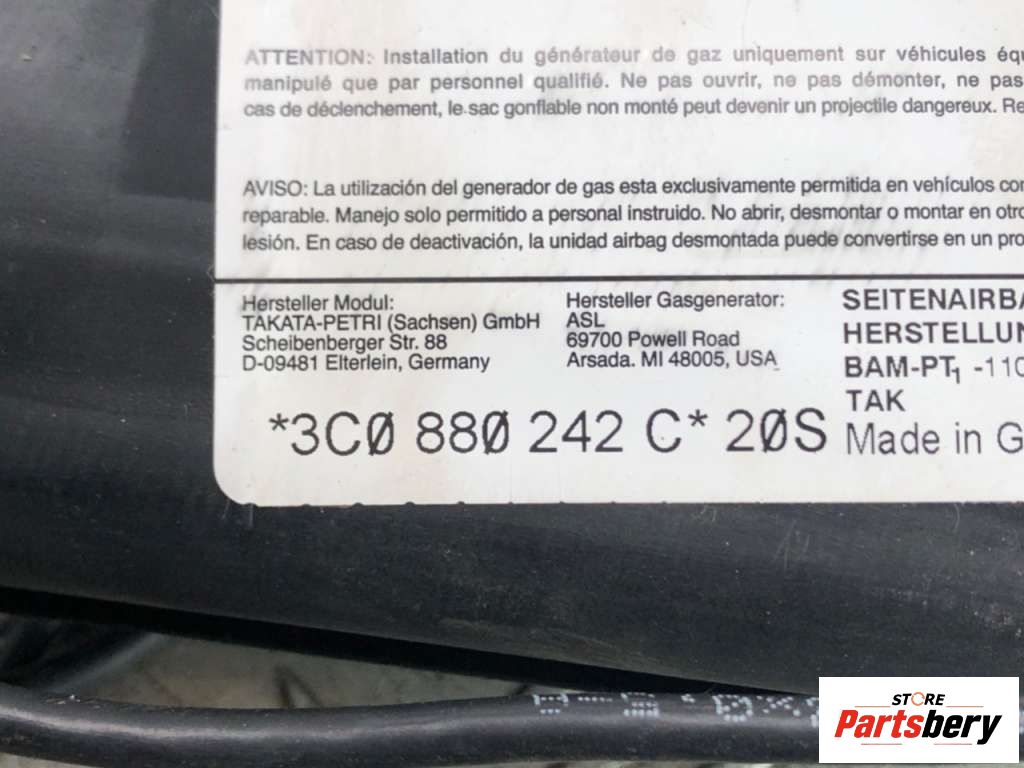 ATTENTION: Installation du générateur de gaz uniquement sur véhicules équ
manipulé que par personnel qualifié. Ne pas ouvrir, ne pas démonter, ne pas
cas de déclenchement, le sac gonflable non monté peut devenir un projectile dangereux. Re
AVISO: La utilización del generador de gas esta exclusivamente permitida en vehículos con
reparable. Manejo solo permitido a personal instruido. No abrir, desmontar o montar en otro
lesión. En caso de deactivación, la unidad airbag desmontada puede convertirse en un pro
Hersteller Modul:
TAKATA-PETRI (Sachsen) GmbH
Scheibenberger Str. 88
D-09481 Elterlein, Germany
Hersteller Gasgenerator:
ASL
69700 Powell Road
Arsada. MI 48005, USA
*3C0 880 242 C* 20S
SEITENAIRBA
HERSTELLUN
BAM-PT1 -110
TAK
Made in G
STORE
Partsbery